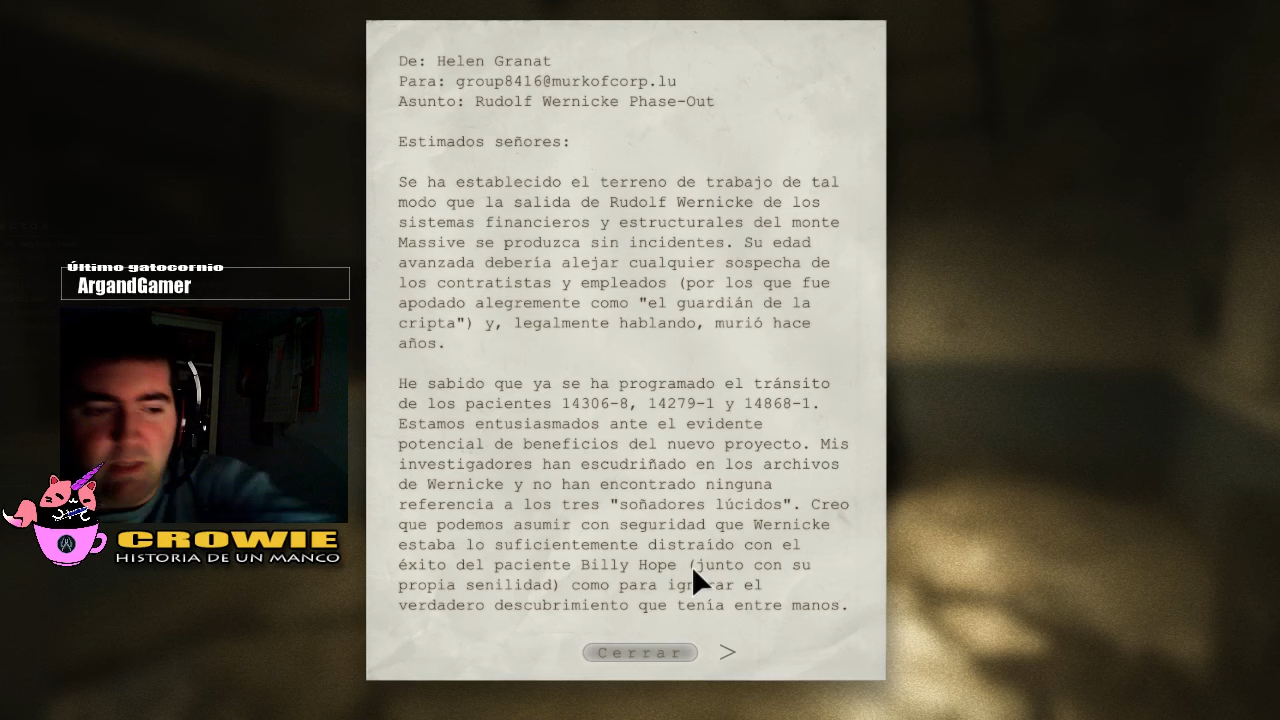 De: Helen Granat
Para: group8416@murkofcorp.lu
Asunto: Rudolf Wernicke Phase-Out
Estimados señores:
Se ha establecido el terreno de trabajo de tal
modo que la salida de Rudolf Wernicke de los
sistemas financieros y estructurales del monte
Massive se produzca sin incidentes. Su edad
avanzada debería alejar cualquier sospecha de
los contratistas y empleados (por los que fue
apodado alegremente como "el guardián de la
cripta") y, legalmente hablando, murió hace
años.
He sabido que ya se ha programado el tránsito
de los pacientes 14306-8, 14279-1 y 14868-1.
Estamos entusiasmados ante el evidente
potencial de beneficios del nuevo proyecto. Mis
investigadores han escudriñado en los archivos
de Wernicke y no han encontrado ninguna
referencia a los tres "soñadores lúcidos". Creo
que podemos asumir con seguridad que Wernicke
estaba lo suficientemente distraído con el
éxito del paciente Billy Hope (junto con su
propia senilidad) como para ignorar el
verdadero descubrimiento que tenía entre manos.
Cerrar >
Último gatocornio
ArgandGamer
CROWIE
HISTORIA DE UN MANCO